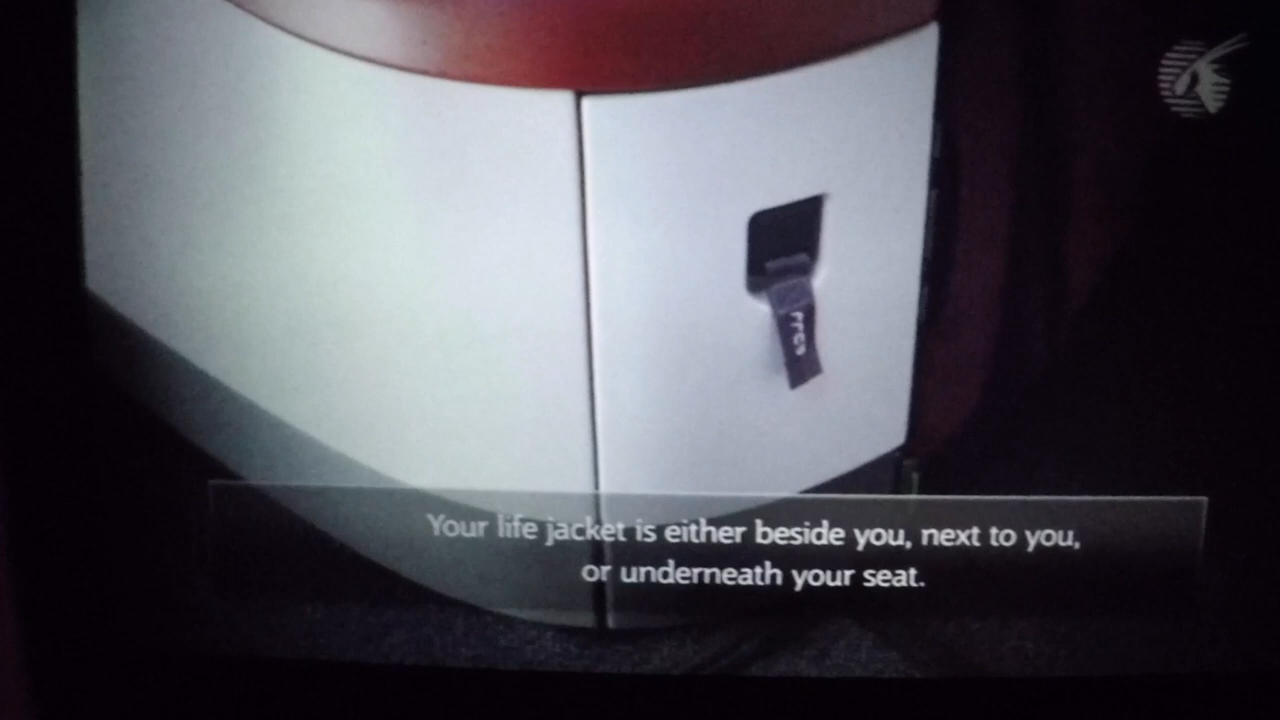 Your life jacket is either beside you, next to you,
or underneath your seat.